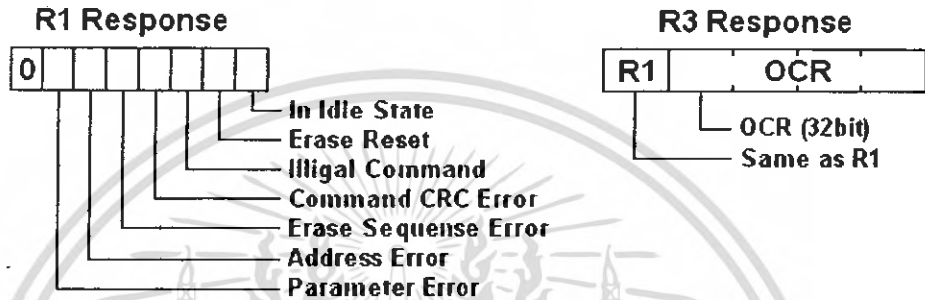 R1 Response
0
In Idle State
Erase Reset
Illigal Command
Command CRC Error
Erase Sequense Error
Address Error
Parameter Error
R3 Response
R1 OCR
OCR (32bit)
Same as R1